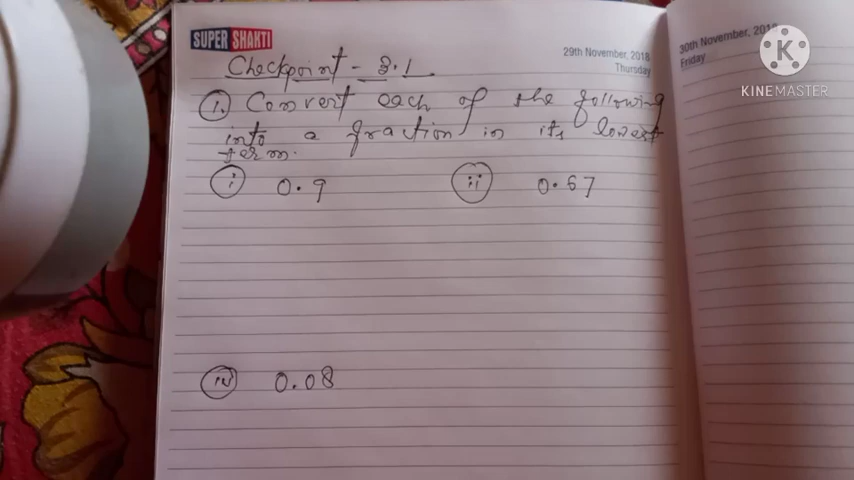 SUPER SHAKTI
29th November, 2018
Thursday
30th November, 2018
Friday
KINEMASTER
Checkpoint - 3.1
1. Convert each of the following
into a fraction in its lowest
term.
i 0.9 ii 0.67
iv 0.08